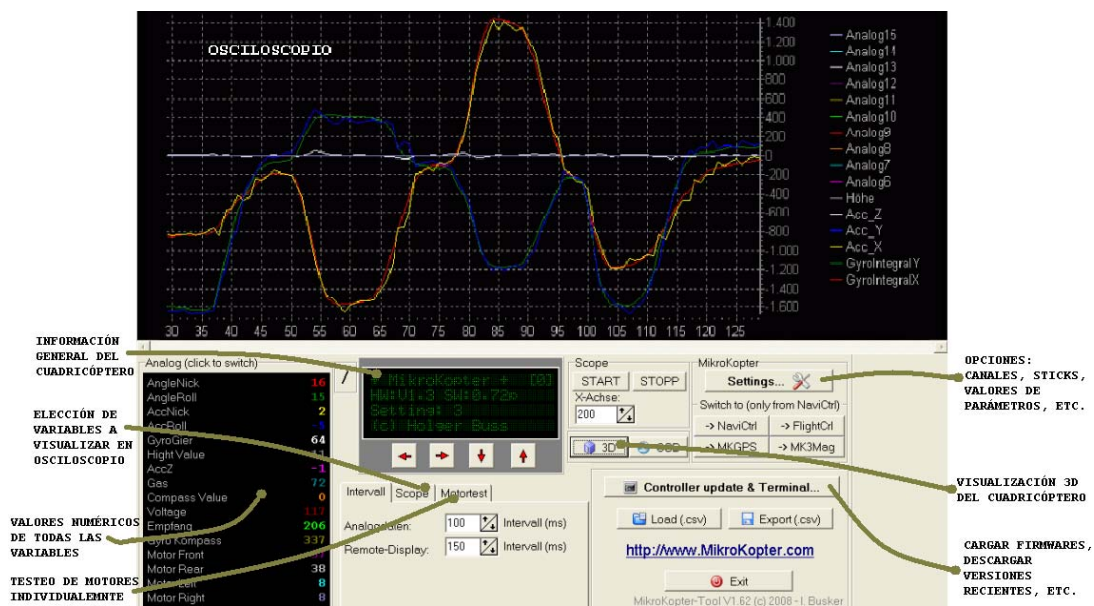 OSCILOSCOPIO
1.400
1.200
1.000
800
600
400
200
0
-200
-400
-600
-800
-1.000
-1.200
-1.400
-1.600
Analog15
Analog14
Analog13
Analog12
Analog11
Analog10
Analog9
Analog8
Analog7
Analog6
Höhe
Acc_Z
Acc_Y
Acc_X
GyroIntegralY
GyroIntegralX
30 35 40 45 50 55 60 65 70 75 80 85 90 95 100 105 110 115 120 125
INFORMACIÓN
GENERAL DEL
CUADRICÓPTERO
ELECCIÓN DE
VARIABLES A
VISUALIZAR EN
OSCILOSCOPIO
VALORES NUMÉRICOS
DE TODAS LAS
VARIABLES
TESTEO DE MOTORES
INDIVIDUALEMNTE
Analog (click to switch)
AngleNick 16
AngleRoll 15
AccNick 2
AccRoll -5
GyroGier 64
Hight Value
AccZ -1
Gas 72
Compass Value 0
Voltage 117
Empfang 206
Gyro Kompass 337
Motor Front
Motor Rear 38
Motor Left 8
Motor Right 8
/
+ MikroKopter + [0]
HW:V1.3 SW:0.72o
Setting: 3
(c) Holger Buss
Intervall Scope Motortest
Analogdaten: 100 Intervall (ms)
Remote-Display: 150 Intervall (ms)
Scope
START STOPP
X-Achse:
200
3D
MikroKopter
Settings...
Switch to (only from NaviCtrl)
-> NaviCtrl -> FlightCrl
->MKGPS -> MK3Mag
Controller update & Terminal...
Load (.csv) Export (.csv)
http://www.MikroKopter.com
Exit
MikroKopter-Tool V1.62 (c) 2008 - I. Busker
OPCIONES:
CANALES, STICKS,
VALORES DE
PARÁMETROS, ETC.
VISUALIZACIÓN 3D
DEL CUADRICÓPTERO
CARGAR FIRMWARES,
DESCARGAR
VERSIONES
RECIENTES, ETC.